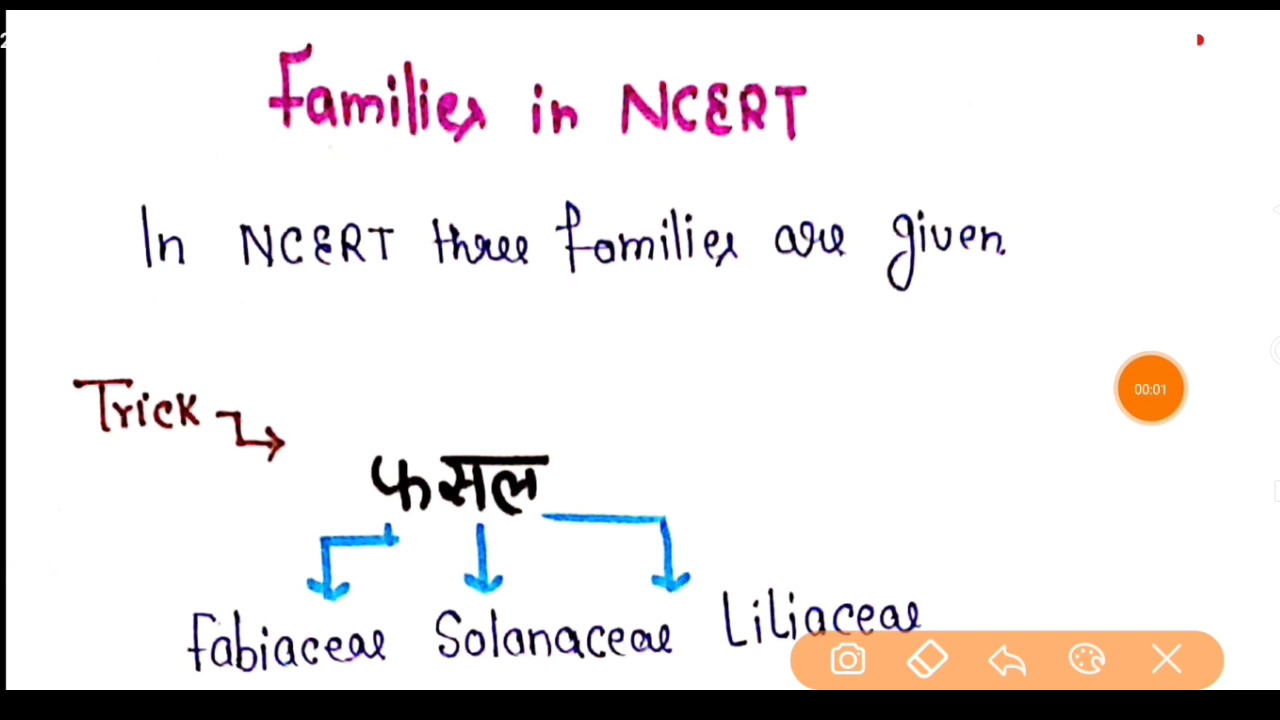 Families in NCERT
In NCERT three families are given.
Trick
फसल
Fabiaceae Solanaceae Liliaceae
00:01